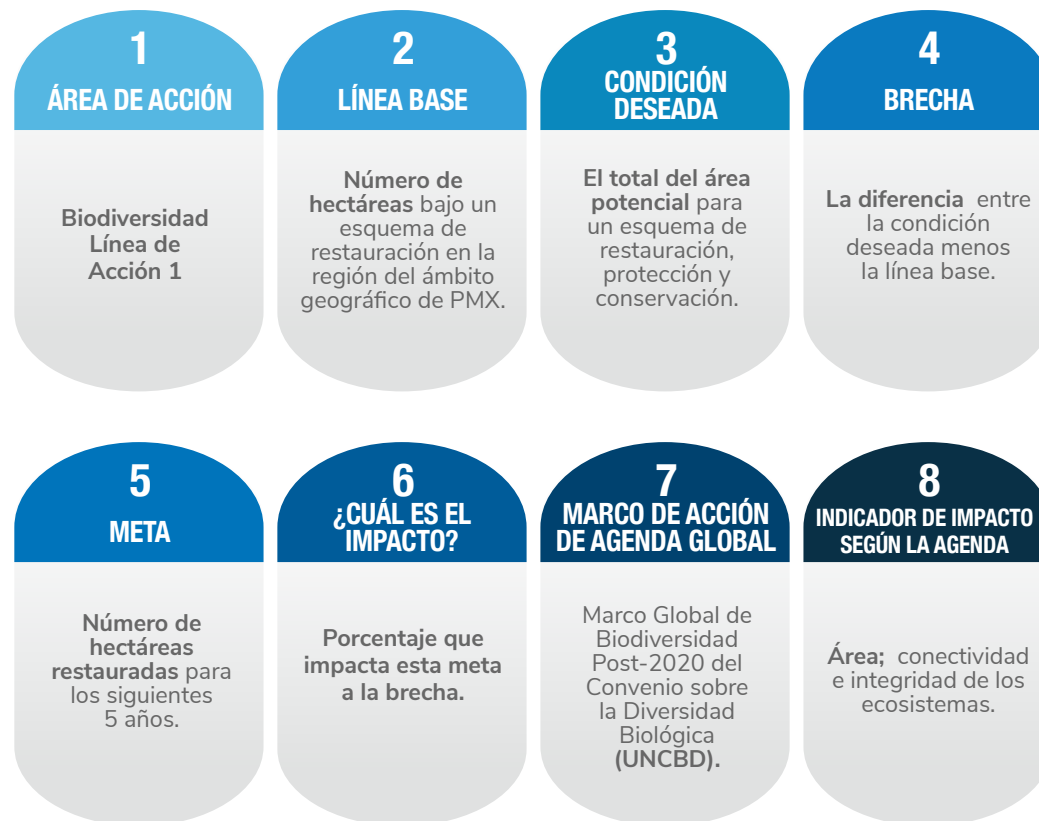 1
ÁREA DE ACCIÓN
Biodiversidad
Línea de
Acción 1
2
LÍNEA BASE
Número de
hectáreas bajo un
esquema de
restauración en la
región del ámbito
geográfico de PMX.
3
CONDICIÓN
DESEADA
El total del área
potencial para
un esquema de
restauración,
protección y
conservación.
4
BRECHA
La diferencia entre
la condición
deseada menos
la línea base.
5
META
Número de
hectáreas
restauradas para
los siguientes
5 años.
6
¿CUÁL ES EL
IMPACTO?
Porcentaje que
impacta esta meta
a la brecha.
7
MARCO DE ACCIÓN
DE AGENDA GLOBAL
Marco Global de
Biodiversidad
Post-2020 del
Convenio sobre
la Diversidad
Biológica
(UNCBD).
8
INDICADOR DE IMPACTO
SEGÚN LA AGENDA
Área; conectividad
e integridad de los
ecosistemas.